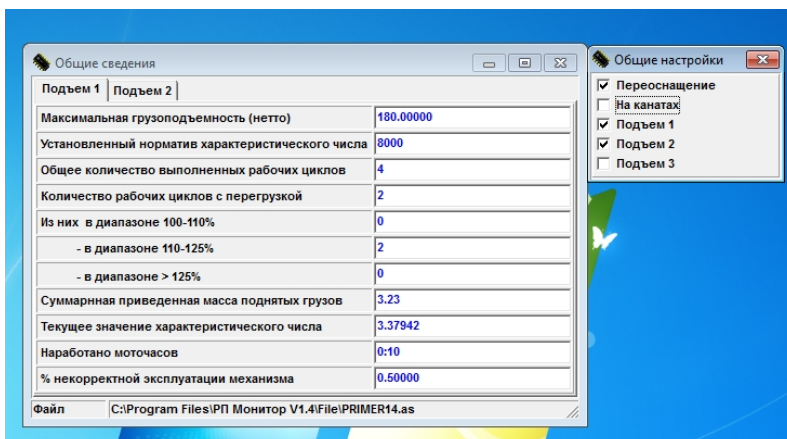 Общие сведения
Подъем 1 Подъем 2
Максимальная грузоподъемность (нетто) 180.00000
Установленный норматив характеристического числа 8000
Общее количество выполненных рабочих циклов 4
Количество рабочих циклов с перегрузкой 2
Из них в диапазоне 100-110% 0
- в диапазоне 110-125% 2
- в диапазоне > 125% 0
Суммарнная приведенная масса поднятых грузов 3.23
Текущее значение характеристического числа 3.37942
Наработано моточасов 0:10
% некорректной эксплуатации механизма 0.50000
Файл C:\Program Files\РП Монитор V1.4\File\PRIMER14.as
Общие настройки
Переоснащение
На канатах
Подъем 1
Подъем 2
Подъем 3